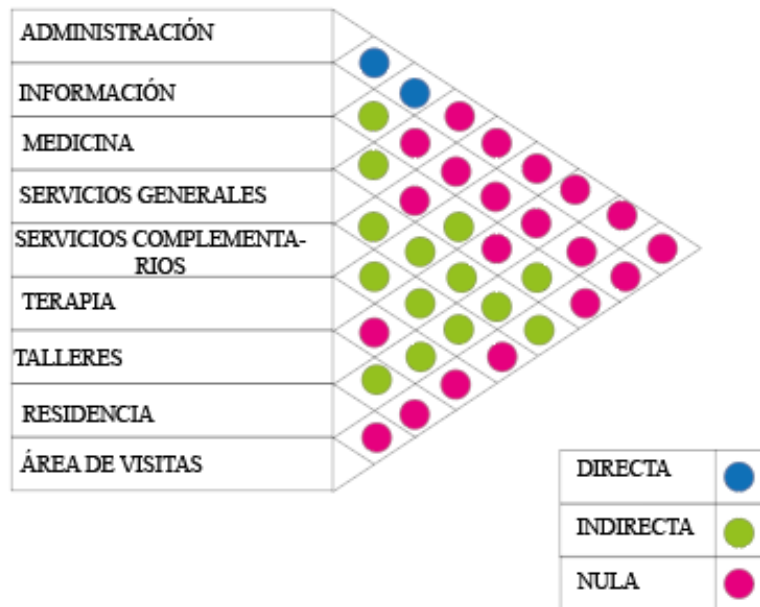 ADMINISTRACIÓN
INFORMACIÓN
MEDICINA
SERVICIOS GENERALES
SERVICIOS COMPLEMENTA-
RIOS
TERAPIA
TALLERES
RESIDENCIA
ÁREA DE VISITAS
DIRECTA
INDIRECTA
NULA